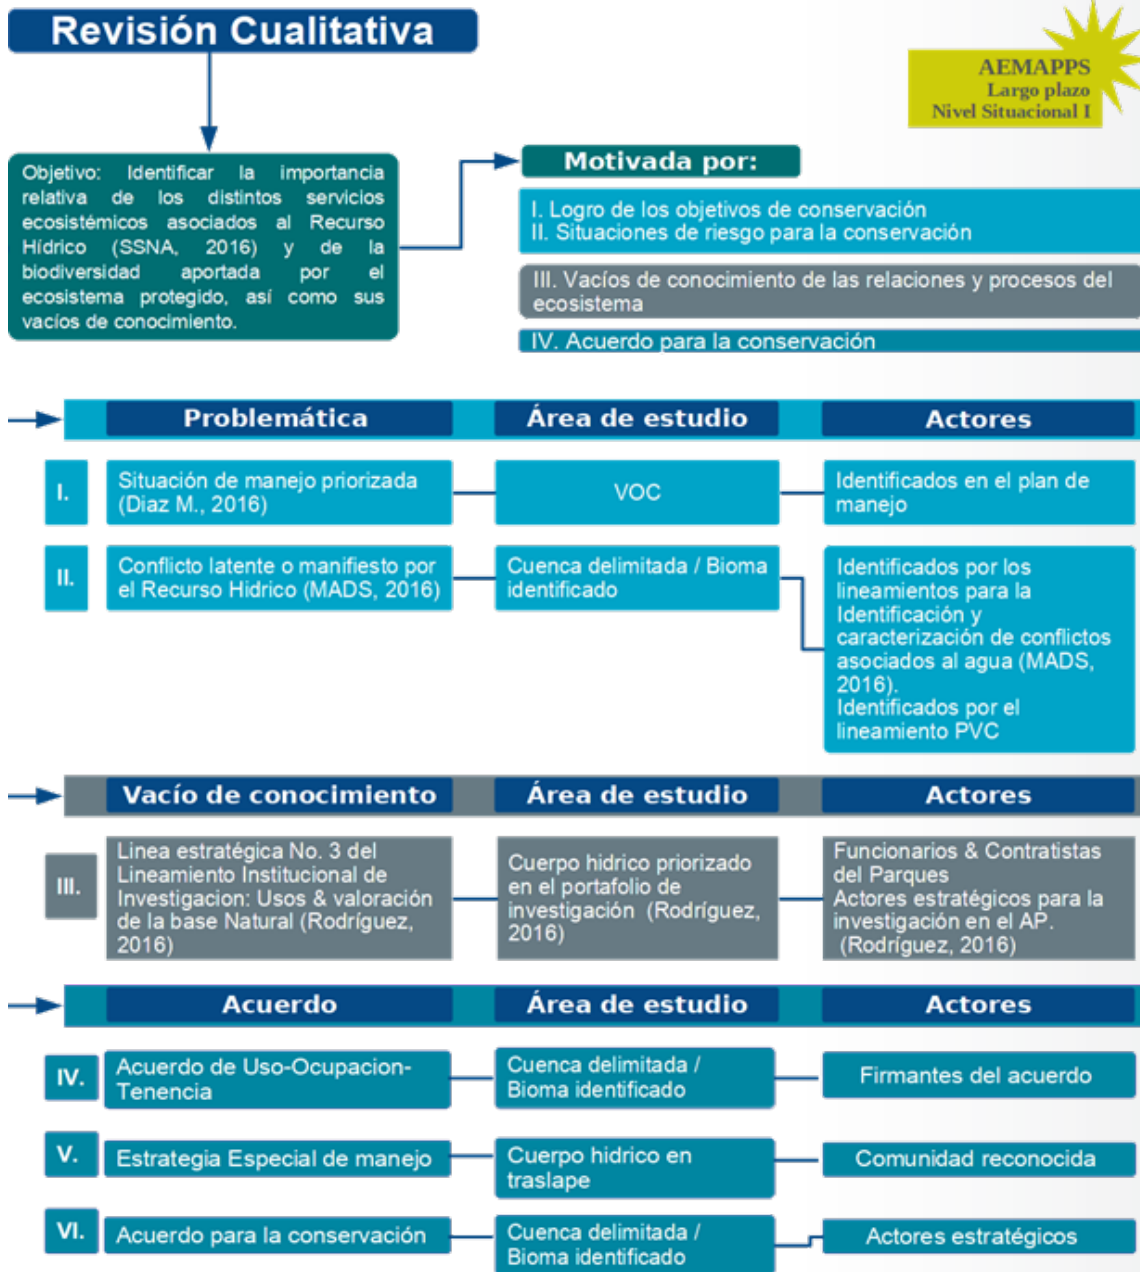 Revisión Cualitativa
AEMAPPS
Largo plazo
Nivel Situacional I
Objetivo: Identificar la importancia
relativa de los distintos servicios
ecosistémicos asociados al Recurso
Hídrico (SSNA, 2016) y de la
biodiversidad aportada por el
ecosistema protegido, así como sus
vacíos de conocimiento.
Motivada por:
I. Logro de los objetivos de conservación
II. Situaciones de riesgo para la conservación
III. Vacíos de conocimiento de las relaciones y procesos del
ecosistema
IV. Acuerdo para la conservación
Problemática
Área de estudio
Actores
I.
Situación de manejo priorizada
(Diaz M., 2016)
VOC
Identificados en el plan de
manejo
II.
Conflicto latente o manifiesto por
el Recurso Hidrico (MADS, 2016)
Cuenca delimitada / Bioma
identificado
Identificados por los
lineamientos para la
Identificación y
caracterización de conflictos
asociados al agua (MADS,
2016).
Identificados por el
lineamiento PVC
Vacío de conocimiento
Área de estudio
Actores
III.
Linea estratégica No. 3 del
Lineamiento Institucional de
Investigacion: Usos & valoración
de la base Natural (Rodríguez,
2016)
Cuerpo hidrico priorizado
en el portafolio de
investigación (Rodríguez,
2016)
Funcionarios & Contratistas
del Parques
Actores estratégicos para la
investigación en el AP.
(Rodríguez, 2016)
Acuerdo
Área de estudio
Actores
IV.
Acuerdo de Uso-Ocupacion-
Tenencia
Cuenca delimitada /
Bioma identificado
Firmantes del acuerdo
V.
Estrategia Especial de manejo
Cuerpo hidrico en
traslape
Comunidad reconocida
VI.
Acuerdo para la conservación
Cuenca delimitada /
Bioma identificado
Actores estratégicos